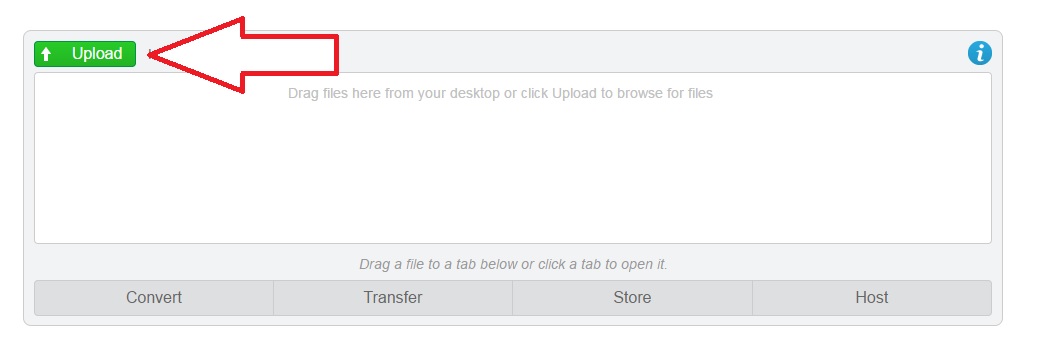 Upload
i
Drag files here from your desktop or click Upload to browse for files
Drag a file to a tab below or click a tab to open it.
Convert Transfer Store Host